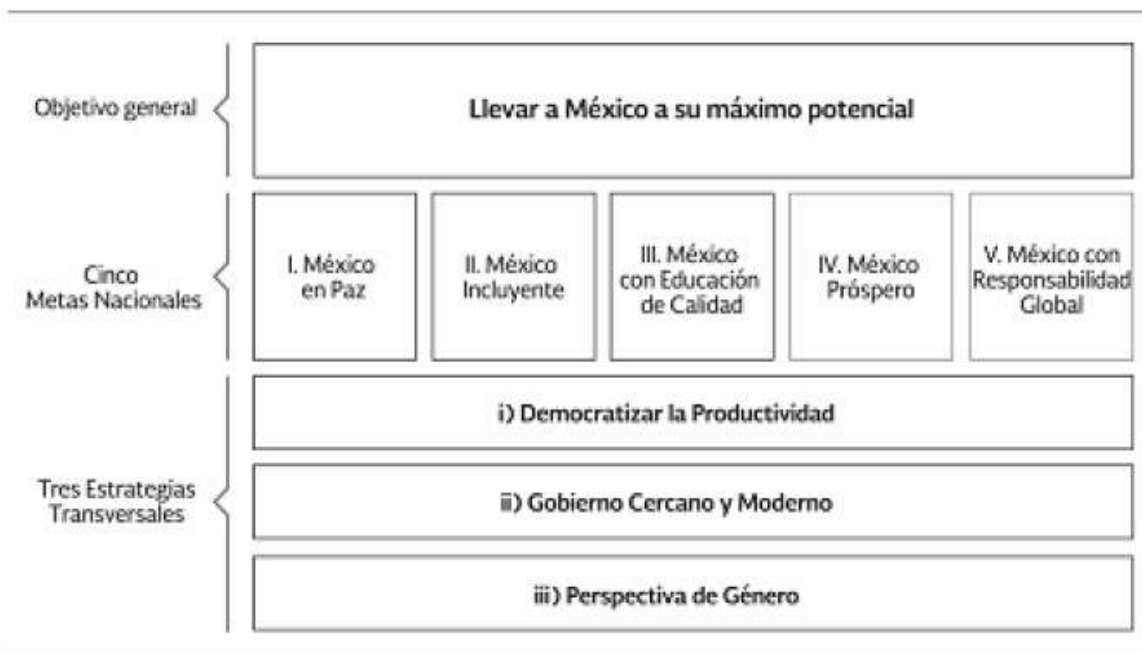 Objetivo general
Llevar a México a su máximo potencial
Cinco
Metas Nacionales
I. México
en Paz
II. México
Incluyente
III. México
con Educación
de Calidad
IV. México
Próspero
V. México con
Responsabilidad
Global
Tres Estrategias
Transversales
i) Democratizar la Productividad
ii) Gobierno Cercano y Moderno
iii) Perspectiva de Género